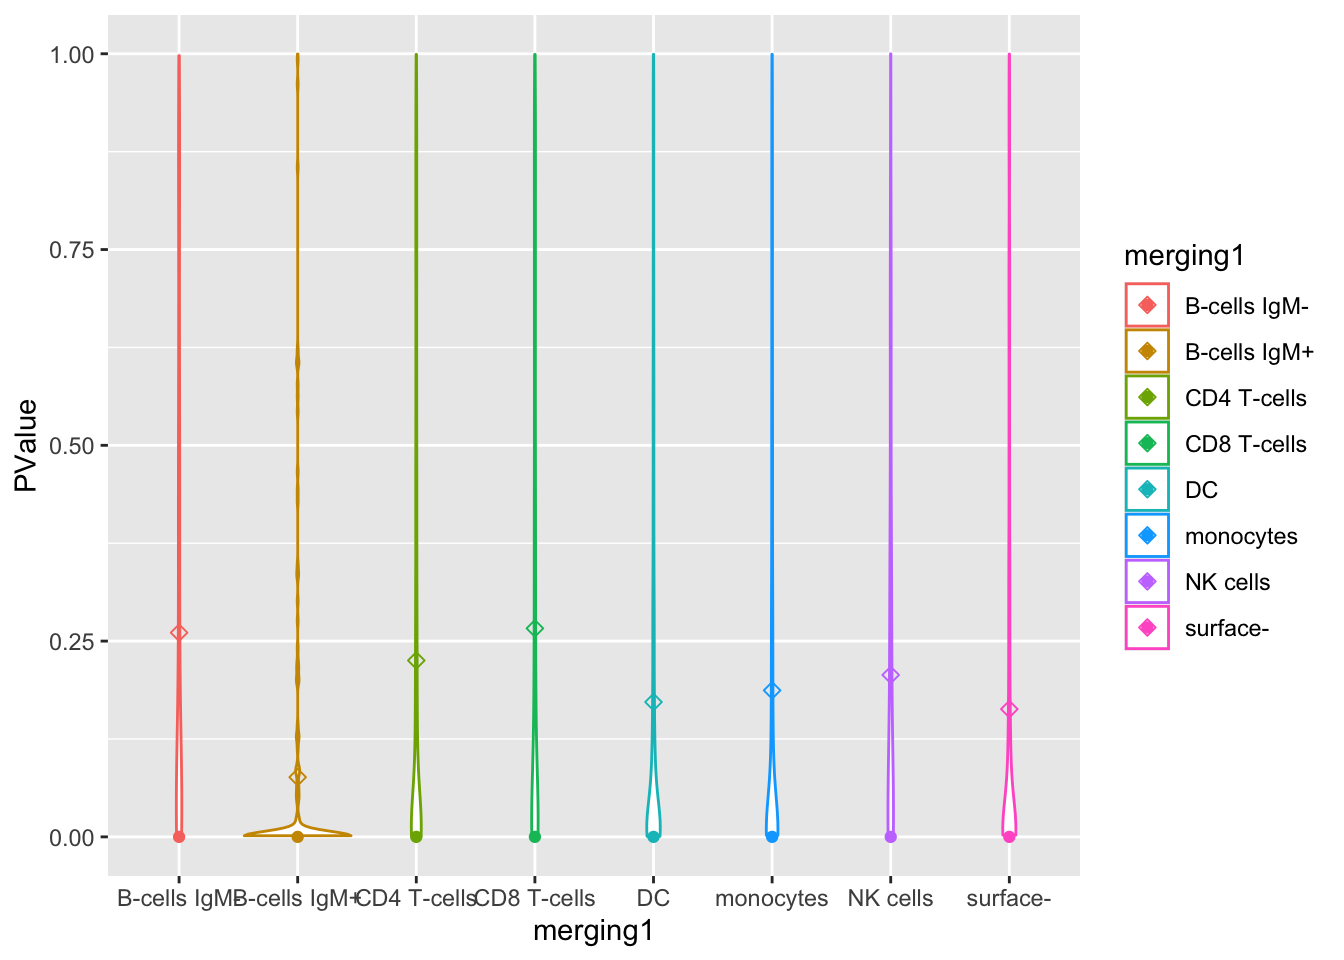 1.00
0.75
0.50
0.25
0.00
PValue
B-cells IgM-
B-cells IgM+
CD4 T-cells
CD8 T-cells
DC
monocytes
NK cells
surface-
merging1
merging1
B-cells IgM-
B-cells IgM+
CD4 T-cells
CD8 T-cells
DC
monocytes
NK cells
surface-